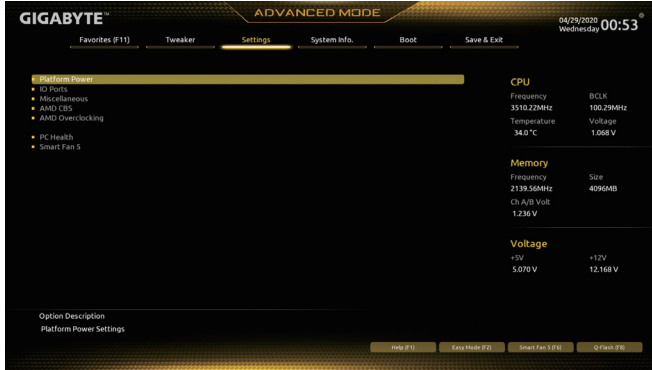 GIGABYTE™
ADVANCED MODE
04/29/2020 Wednesday 00:53
Favorites (F11) Tweaker Settings System Info. Boot Save & Exit
Platform Power
IO Ports
Miscellaneous
AMD CBS
AMD Overclocking
PC Health
Smart Fan 5
CPU
Frequency BCLK
3510.22MHz 100.29MHz
Temperature Voltage
34.0 °C 1.068 V
Memory
Frequency Size
2139.56MHz 4096MB
Ch A/B Volt
1.236 V
Voltage
+5V +12V
5.070 V 12.168 V
Option Description
Platform Power Settings
Help (F1) Easy Mode (F2) Smart Fan 5 (F6) Q-Flash (F8)